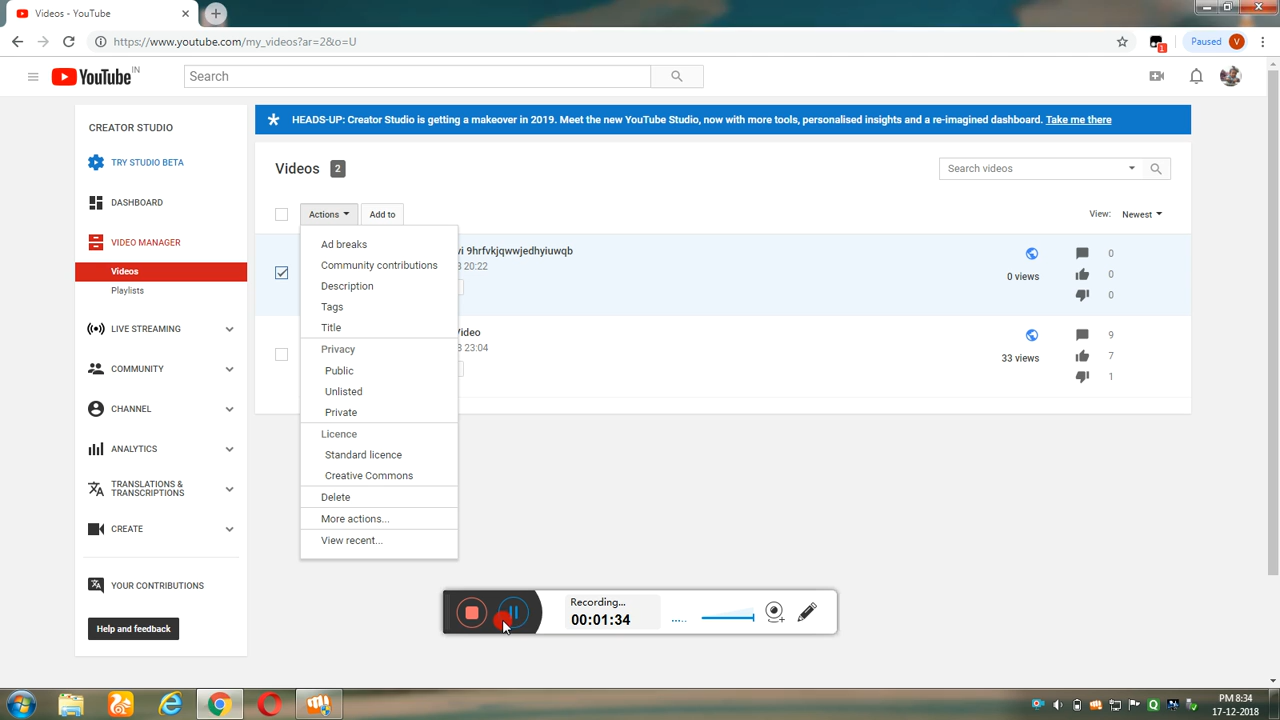 Videos - YouTube
https://www.youtube.com/my_videos?ar=2&o=U
1
Paused V
YouTube IN
Search
CREATOR STUDIO
HEADS-UP: Creator Studio is getting a makeover in 2019. Meet the new YouTube Studio, now with more tools, personalised insights and a re-imagined dashboard. Take me there
TRY STUDIO BETA
Videos 2
Search videos
DASHBOARD
Actions
Add to
View: Newest
VIDEO MANAGER
Videos
Playlists
LIVE STREAMING
COMMUNITY
CHANNEL
ANALYTICS
TRANSLATIONS &
TRANSCRIPTIONS
CREATE
YOUR CONTRIBUTIONS
Help and feedback
Ad breaks
Community contributions
Description
Tags
Title
Privacy
Public
Unlisted
Private
Licence
Standard licence
Creative Commons
Delete
More actions...
View recent...
vi 9hrfvkjqwwjedhyiuwqb
20:22
0
0 views
0
0
Video
23:04
9
33 views
7
1
Recording...
00:01:34
PM 8:34
17-12-2018